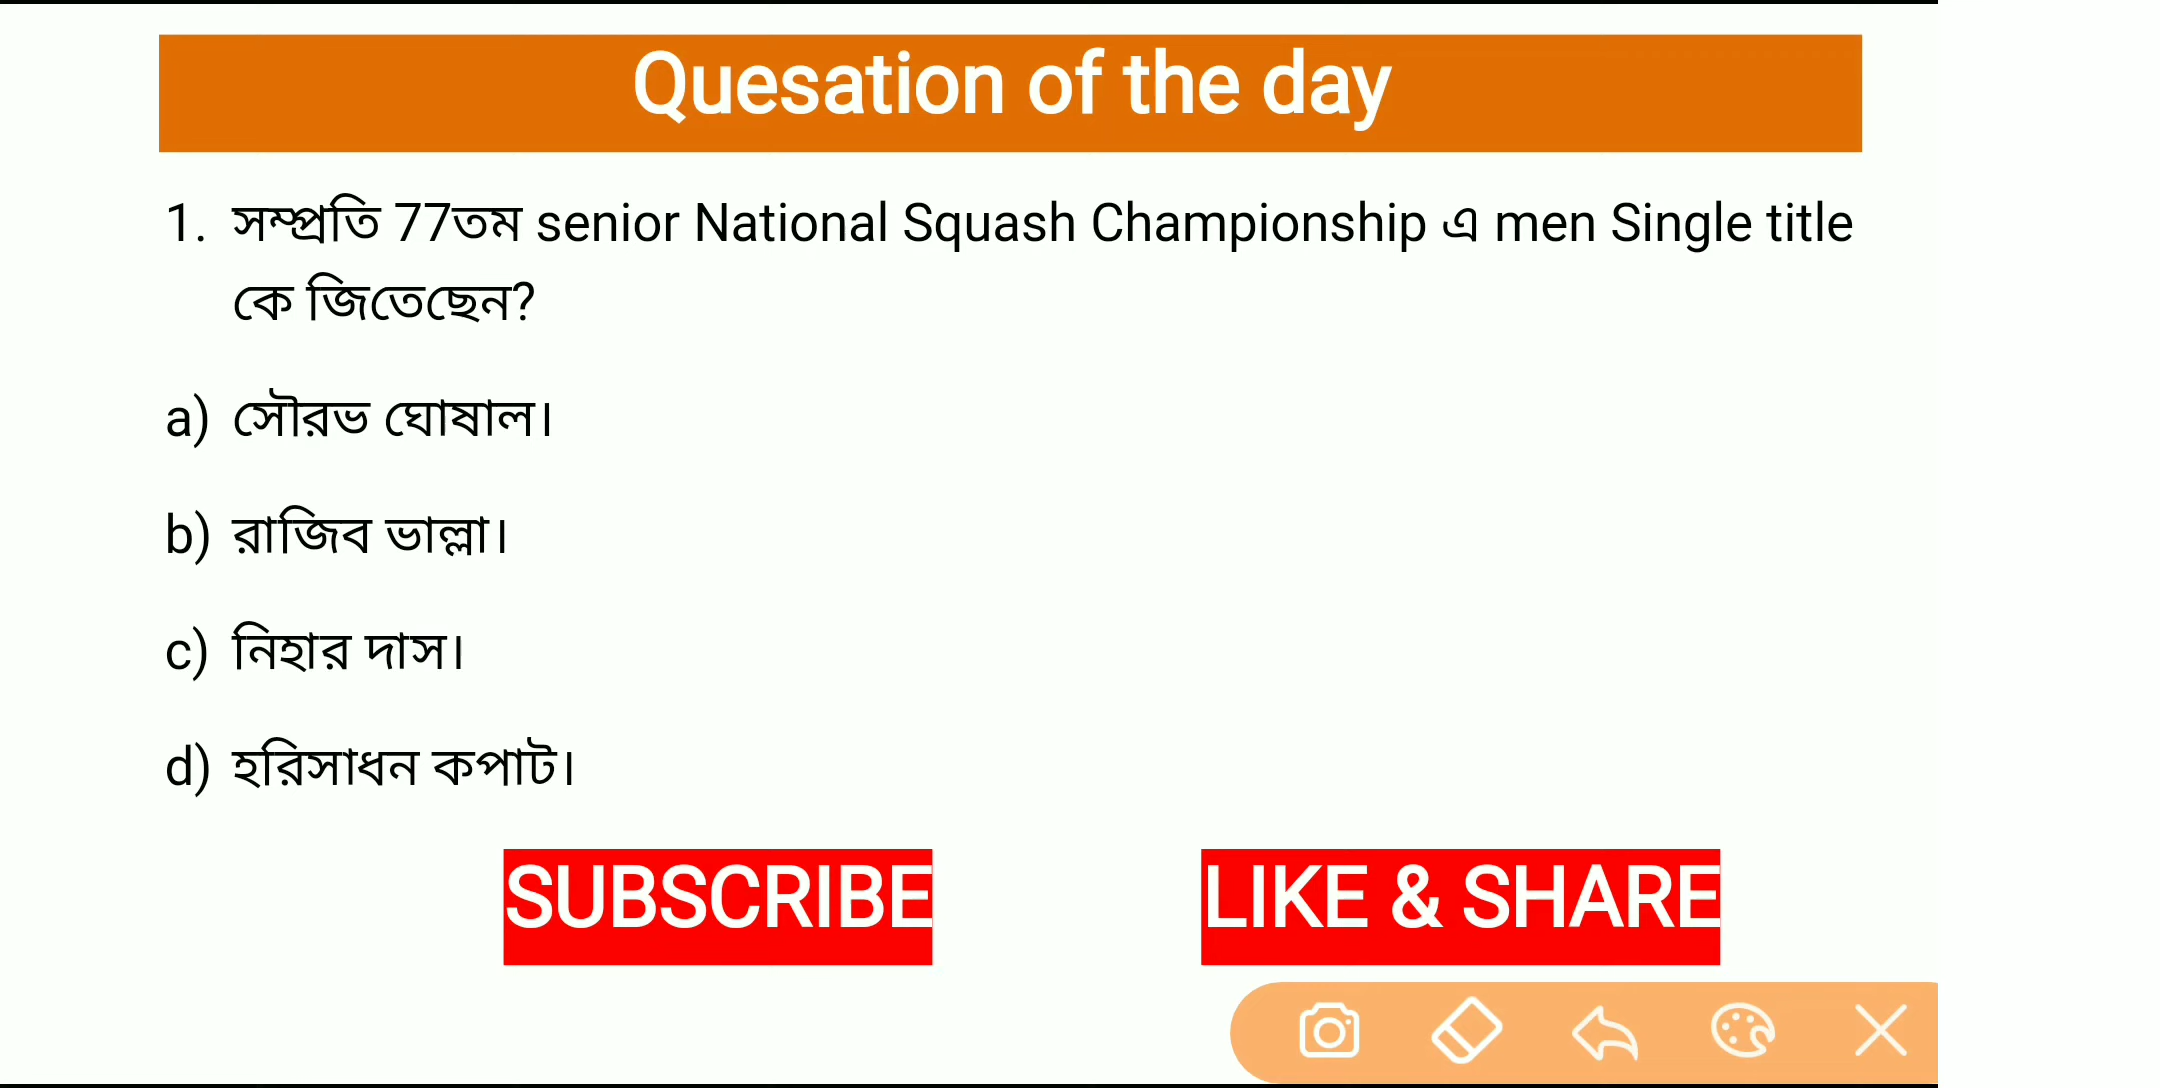 Quesation of the day
1. সম্প্রতি 77তম senior National Squash Championship এ men Single title
কে জিতেছেন?
a) সৌরভ ঘোষাল।
b) রাজিব ভাল্লা।
c) নিহার দাস।
d) হরিসাধন কপাট।
SUBSCRIBE
LIKE & SHARE